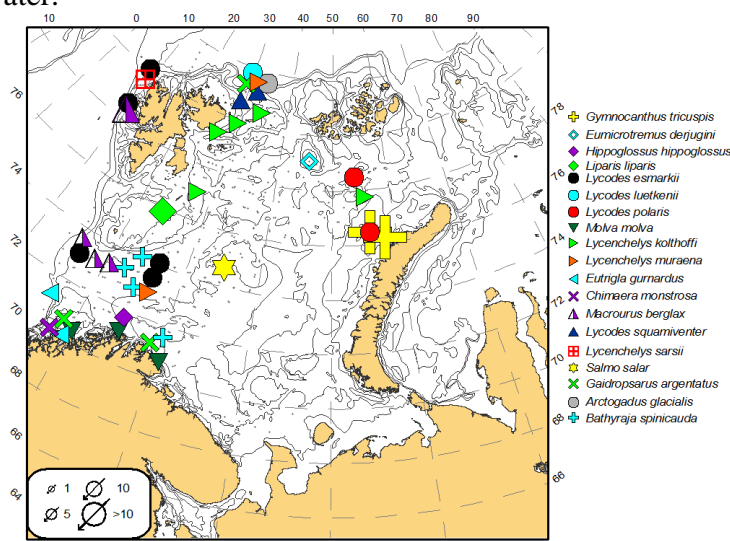 ater.
10 0 10 20 30 40 50 60 70 80 90
76
74
72
70
68
66
64
78
76
74
72
70
68
66
Gymnocanthus tricuspis
Eumicrotremus derjugini
Hippoglossus hippoglossus
Liparis liparis
Lycodes esmarkii
Lycodes luetkenii
Lycodes polaris
Molva molva
Lycenchelys kolthoffi
Lycenchelys muraena
Eutrigla gurnardus
Chimaera monstrosa
Macrourus berglax
Lycodes squamiventer
Lycenchelys sarsii
Salmo salar
Gaidropsarus argentatus
Arctogadus glacialis
Bathyraja spinicauda
1 10
5 >10